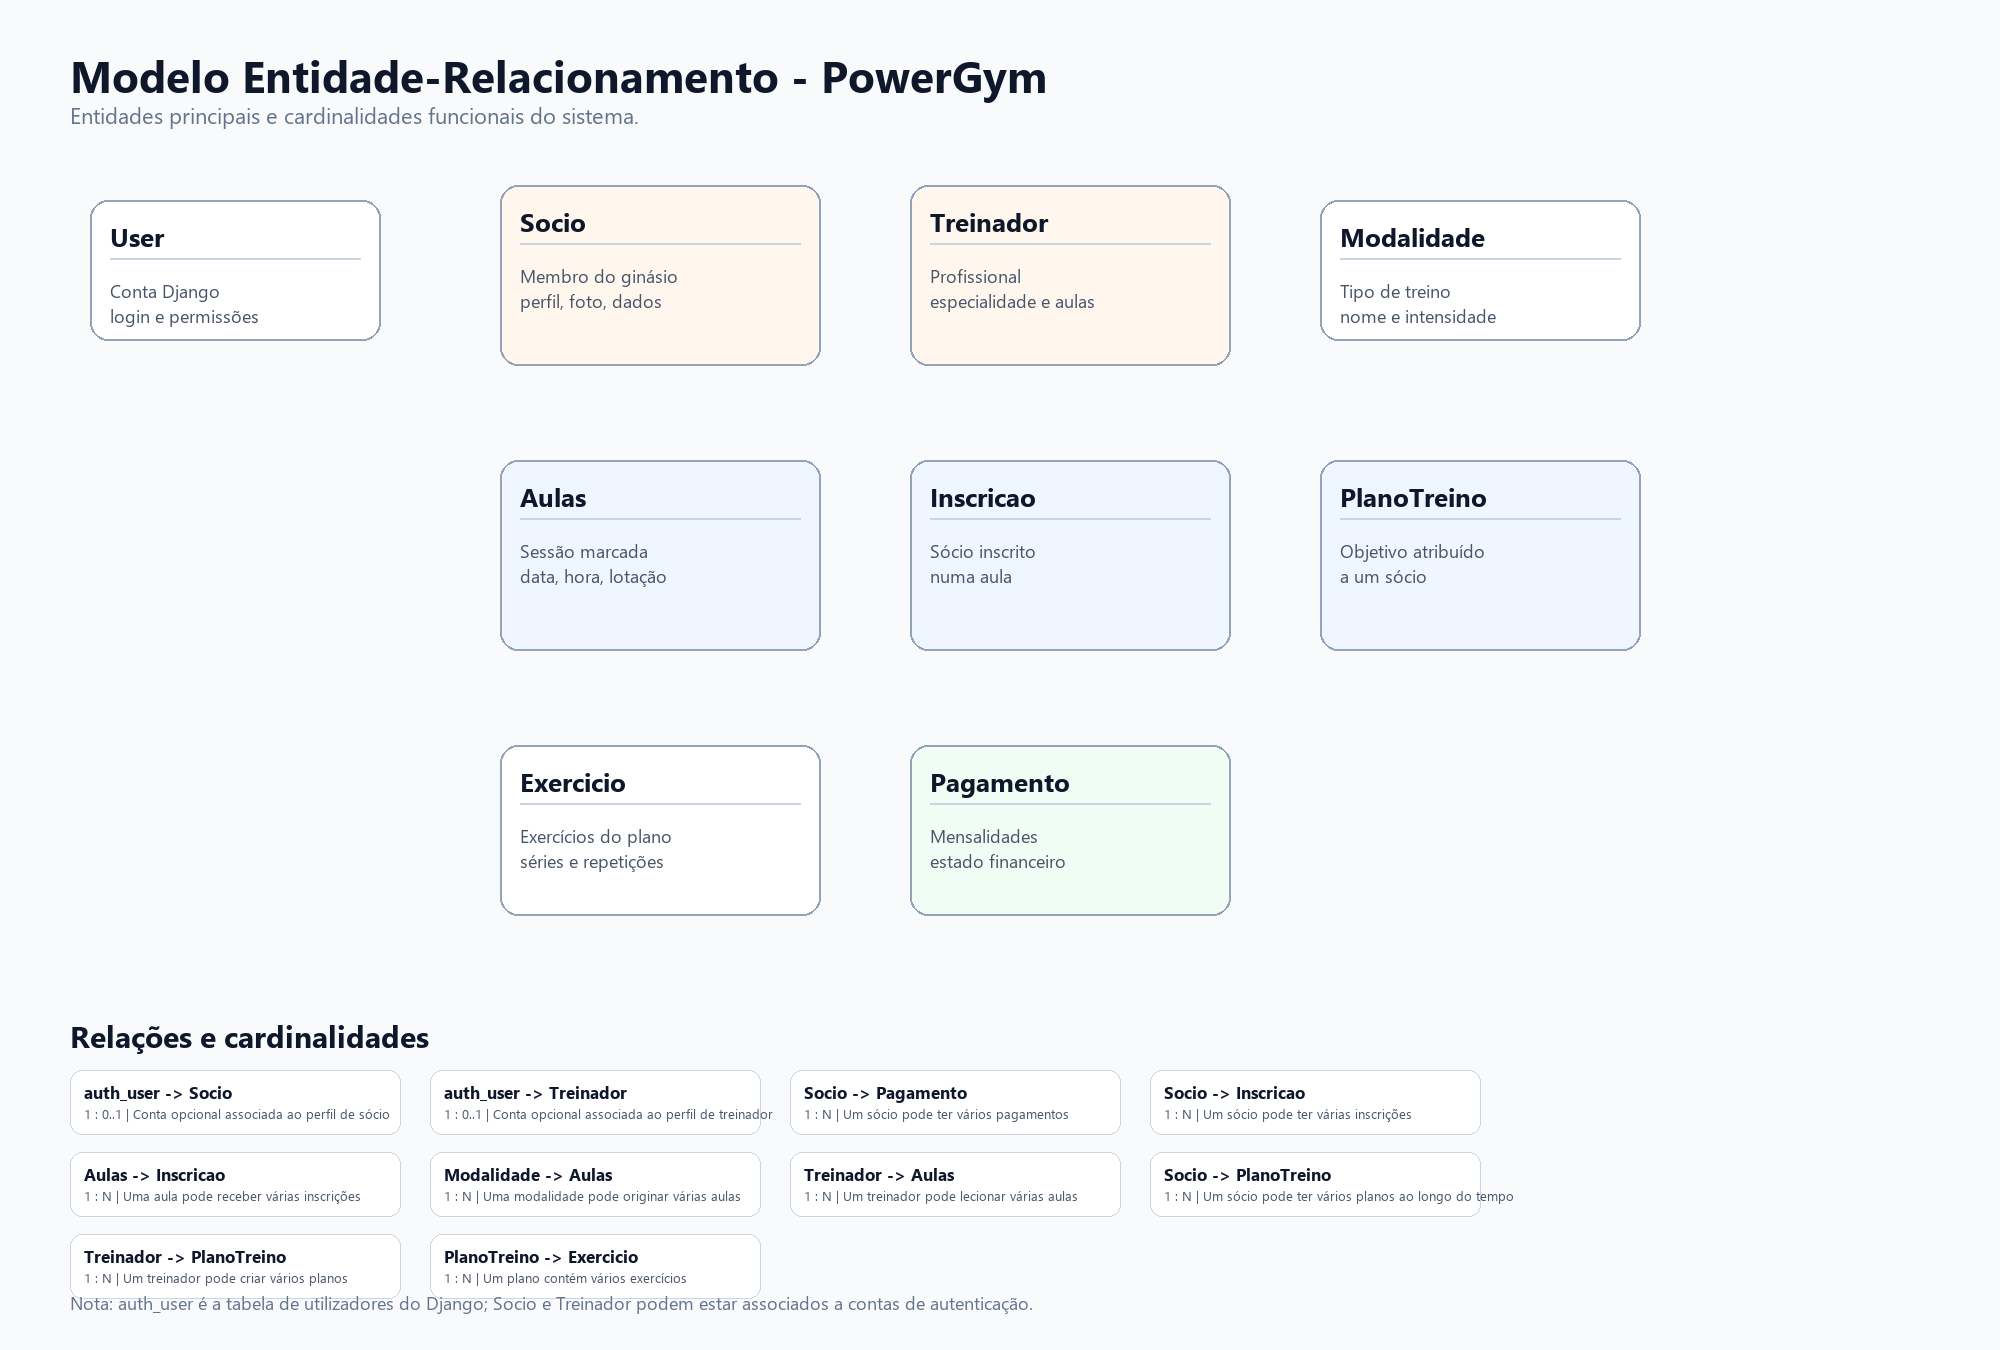 Modelo Entidade-Relacionamento - PowerGym
Entidades principais e cardinalidades funcionais do sistema.
User
Conta Django
login e permissões
Socio
Membro do ginásio
perfil, foto, dados
Treinador
Profissional
especialidade e aulas
Modalidade
Tipo de treino
nome e intensidade
Aulas
Sessão marcada
data, hora, lotação
Inscricao
Sócio inscrito
numa aula
PlanoTreino
Objetivo atribuído
a um sócio
Exercicio
Exercícios do plano
séries e repetições
Pagamento
Mensalidades
estado financeiro
Relações e cardinalidades
auth_user -> Socio
1 : 0..1 | Conta opcional associada ao perfil de sócio
auth_user -> Treinador
1 : 0..1 | Conta opcional associada ao perfil de treinador
Socio -> Pagamento
1 : N | Um sócio pode ter vários pagamentos
Socio -> Inscricao
1 : N | Um sócio pode ter várias inscrições
Aulas -> Inscricao
1 : N | Uma aula pode receber várias inscrições
Modalidade -> Aulas
1 : N | Uma modalidade pode originar várias aulas
Treinador -> Aulas
1 : N | Um treinador pode lecionar várias aulas
Socio -> PlanoTreino
1 : N | Um sócio pode ter vários planos ao longo do tempo
Treinador -> PlanoTreino
1 : N | Um treinador pode criar vários planos
PlanoTreino -> Exercicio
1 : N | Um plano contém vários exercícios
Nota: auth_user é a tabela de utilizadores do Django; Socio e Treinador podem estar associados a contas de autenticação.